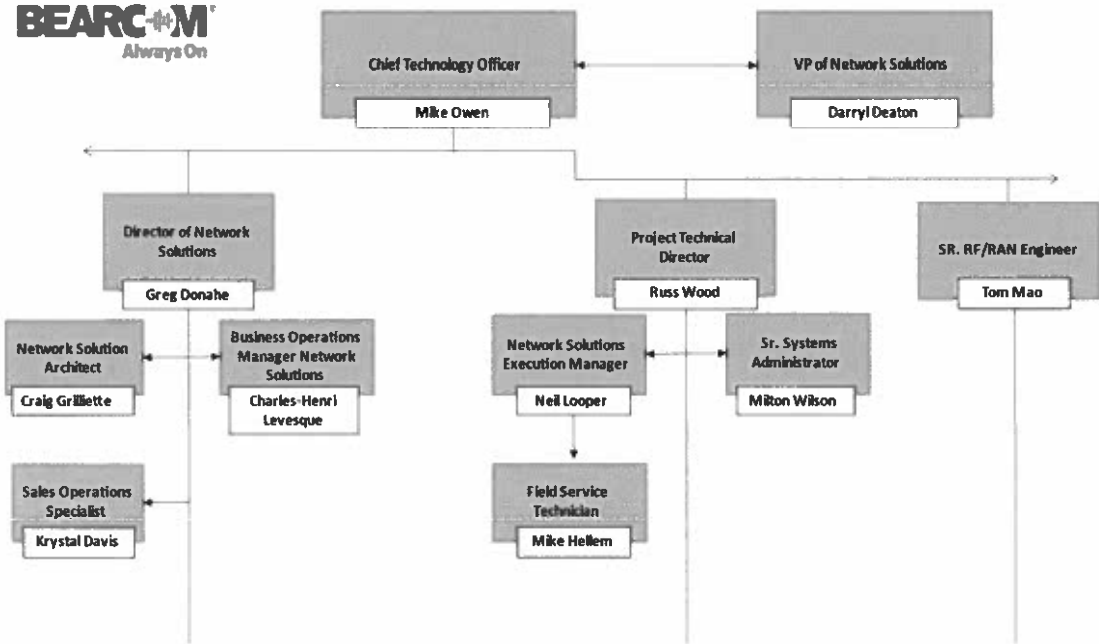 BEARCOM
Always On
Chief Technology Officer
Mike Owen
VP of Network Solutions
Darryl Deaton
Director of Network
Solutions
Greg Donahe
Project Technical
Director
Russ Wood
SR. RF/RAN Engineer
Tom Mao
Network Solution
Architect
Craig Grilliette
Business Operations
Manager Network
Solutions
Charles-Henri
Levesque
Network Solutions
Execution Manager
Neil Looper
Sr. Systems
Administrator
Milton Wilson
Sales Operations
Specialist
Krystal Davis
Field Service
Technician
Mike Hellem